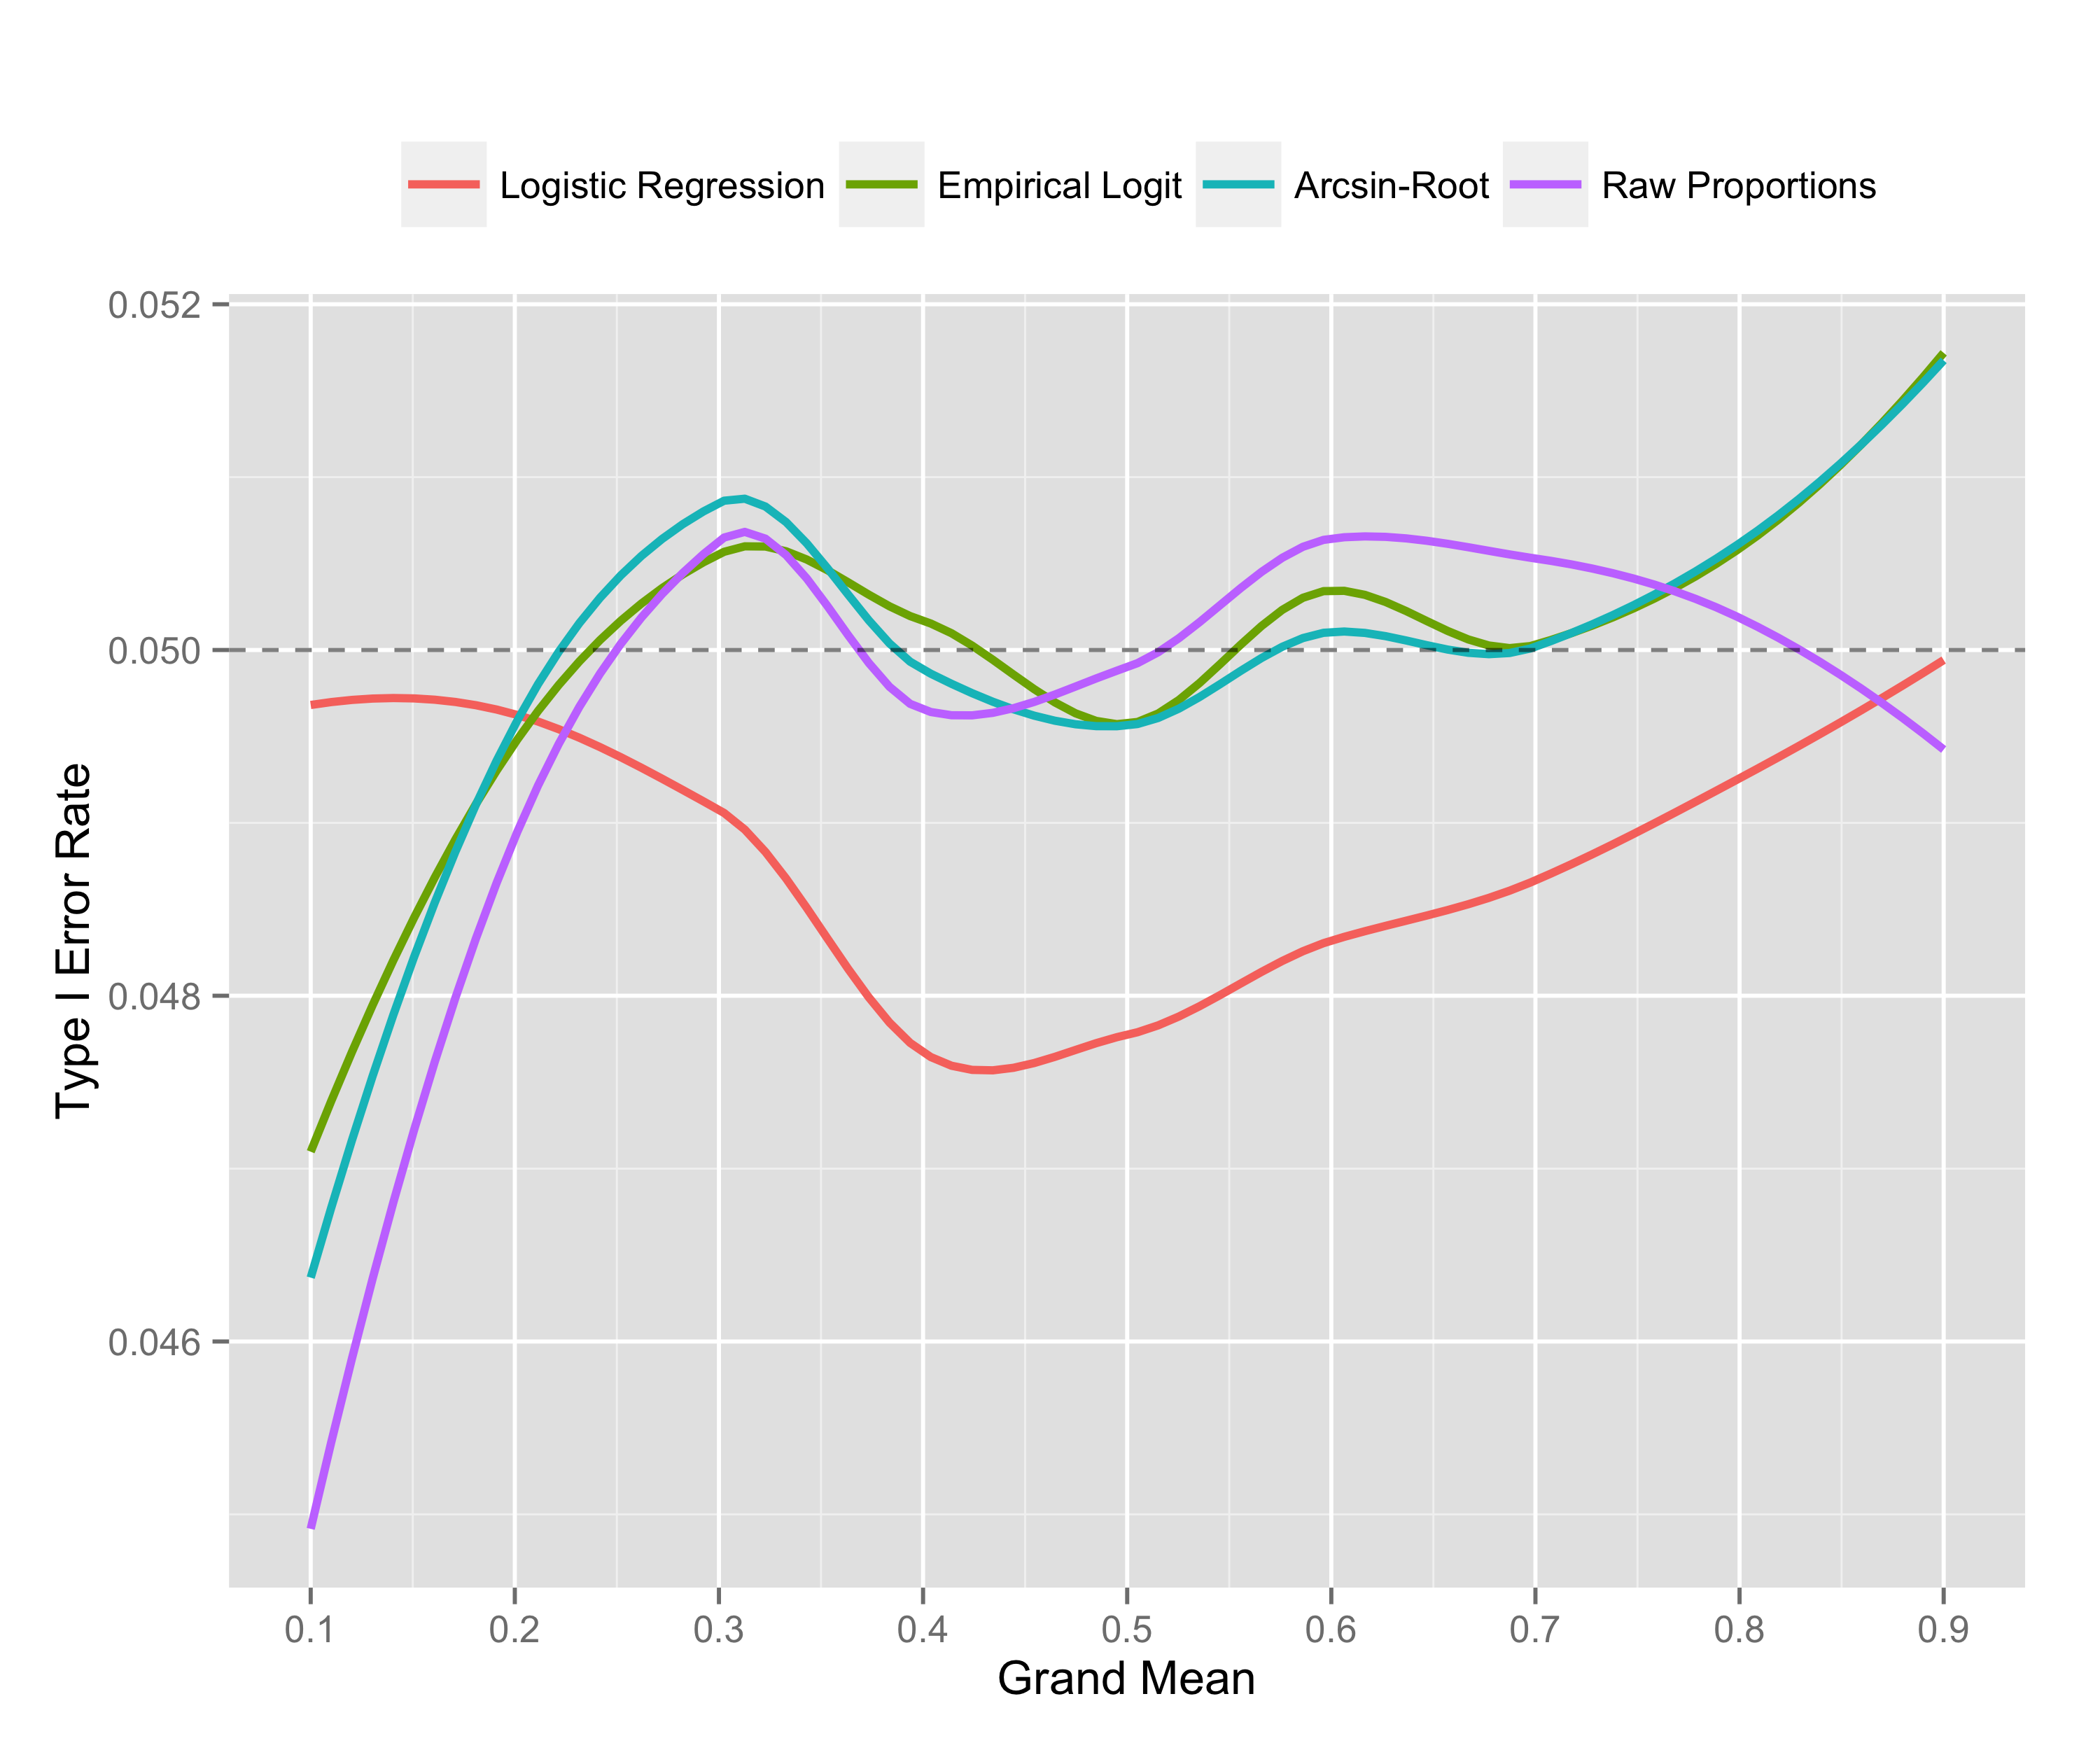 Logistic Regression Empirical Logit Arcsin-Root Raw Proportions
0.052
0.050
0.048
0.046
Type I Error Rate
0.1 0.2 0.3 0.4 0.5 0.6 0.7 0.8 0.9
Grand Mean